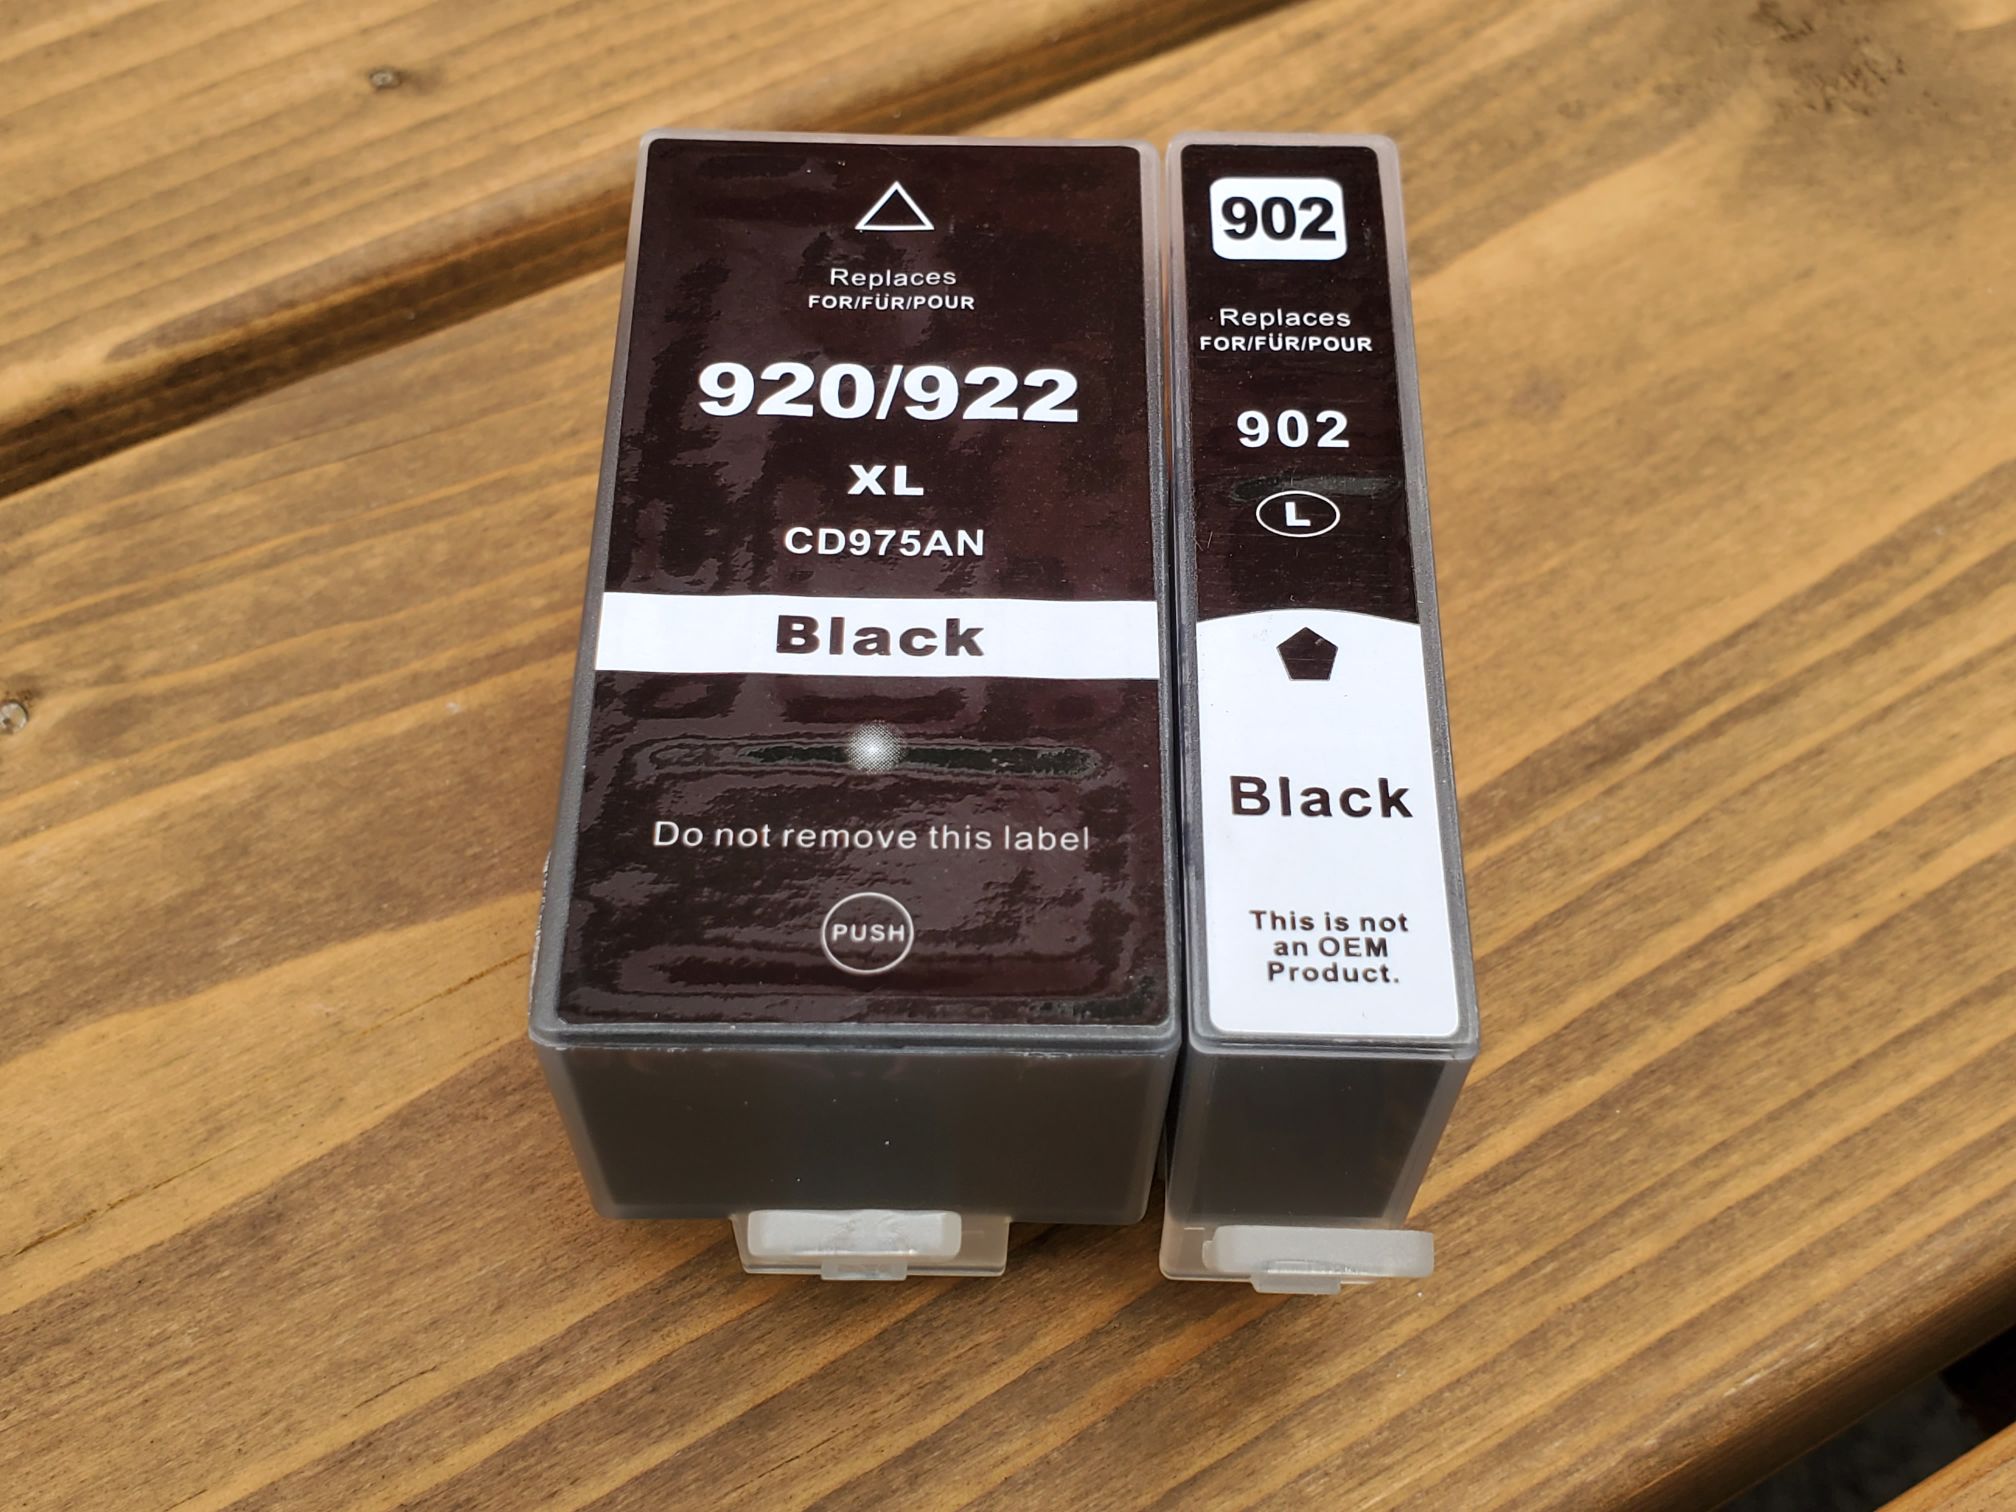 Replaces
FOR/FÜR/POUR
920/922
XL
CD975AN
Black
Do not remove this label
PUSH
902
Replaces
FOR/FÜR/POUR
902
L
Black
This is not
an OEM
Product.